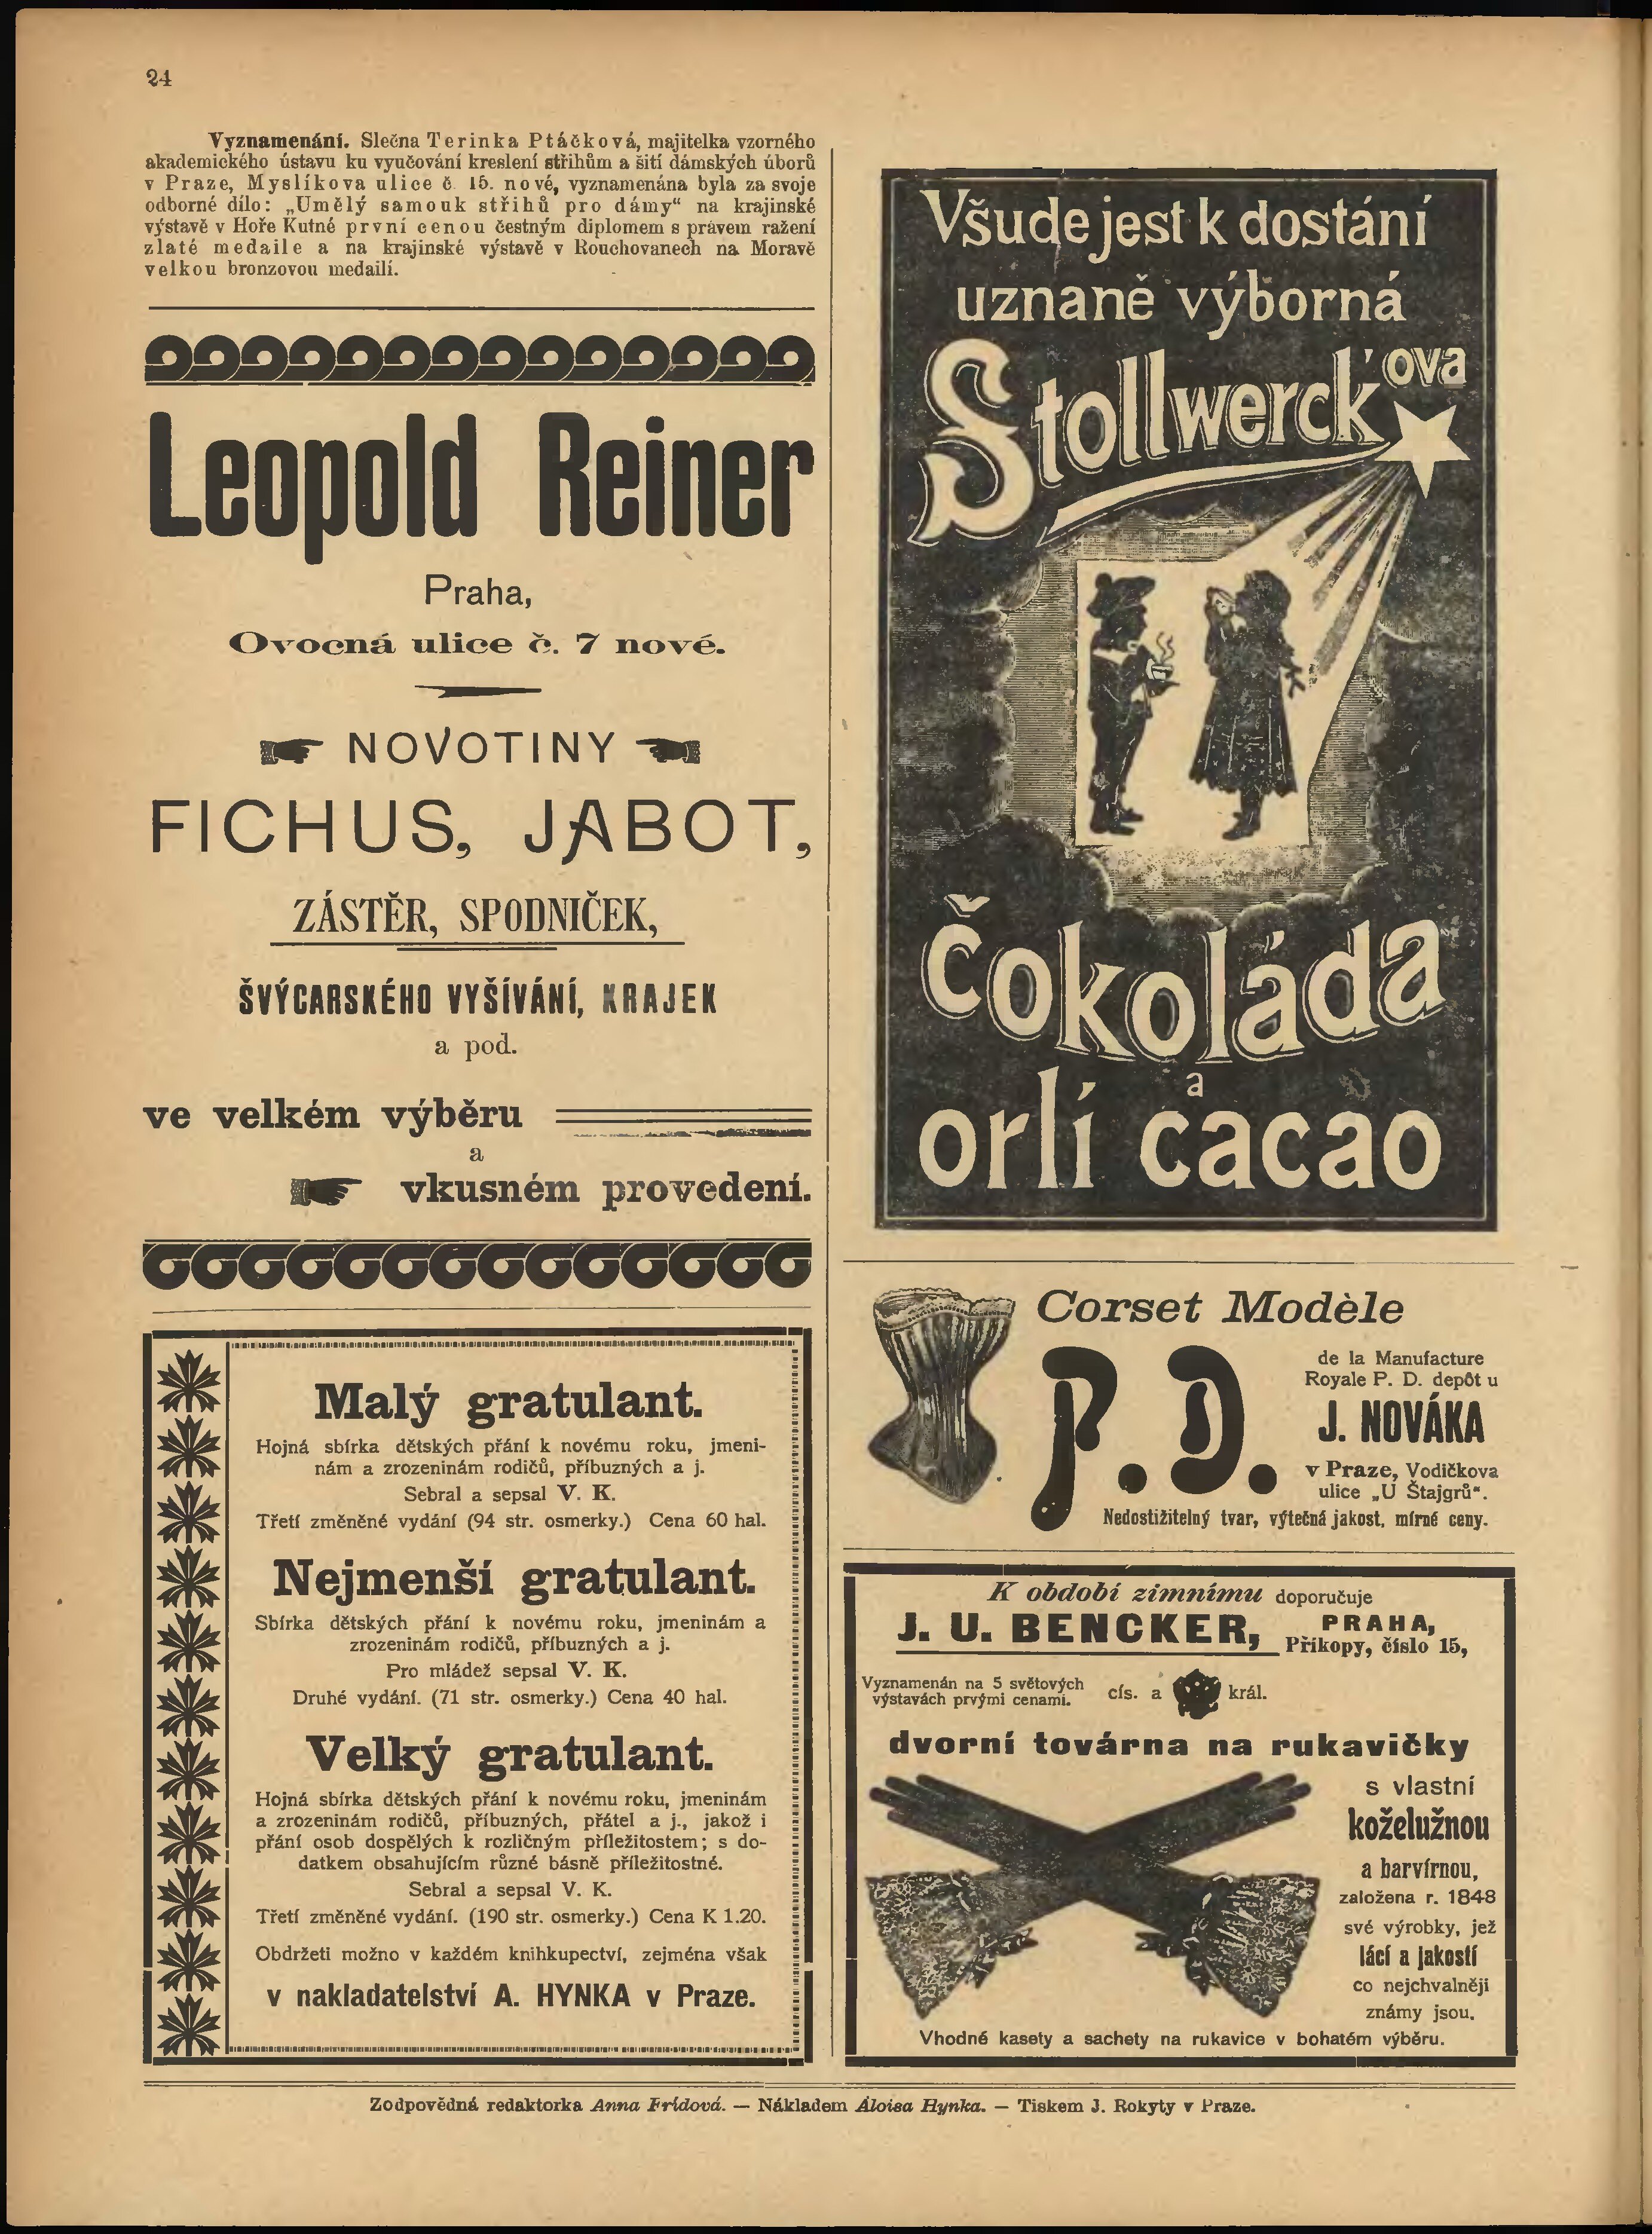 24
Vyznamenání. Slečna Terinka Ptáčková, majitelka vzorného
akademického ústavu ku vyučování kreslení střihům a šití dámských úborů
v Praze, Myslíkova ulice č 15. nové, vyznamenána byla za svoje
odborné dílo: „Umělý samouk střihů pro dámy“ na krajinské
výstavě v Hoře Kutné první cenou čestným diplomem s právem ražení
zlaté medaile a na krajinské výstavě v Rouchovanech na Moravě
velkou bronzovou medailí.
Leopold Reiner
Praha,
Ovocná ulice č. 7 nové.
NOVOTINY
FICHUS, JABOT,
ZÁSTĚR, SPODNIČEK,
ŠVÝCARSKÉHO VYŠÍVÁNÍ, KRAJEK
a pod.
ve velkém výběru
a
vkusném provedení.
Malý gratulant.
Hojná sbírka dětských přání k novému roku, jmeni-
nám a zrozeninám rodičů, příbuzných a j.
Sebral a sepsal V. K.
Třetí změněné vydání (94 str. osmerky.) Cena 60 hal.
Nejmenší gratulant.
Sbírka dětských přání k novému roku, jmeninám a
zrozeninám rodičů, příbuzných a j.
Pro mládež sepsal V. K.
Druhé vydání. (71 str. osmerky.) Cena 40 hal.
Velký gratulant.
Hojná sbírka dětských přání k novému roku, jmeninám
a zrozeninám rodičů, příbuzných, přátel a j., jakož i
přání osob dospělých k rozličným příležitostem; s do-
datkem obsahujícím různé básně příležitostné.
Sebral a sepsal V. K.
Třetí změněné vydání. (190 str. osmerky.) Cena K 1.20.
Obdržeti možno v každém knihkupectví, zejména však
v nakladatelství A. HYNKA v Praze.
Všude jest k dostání
uznaně výborná
Stollwerck'ova
Čokoláda
a
orlí cacao
Corset Modèle
P. D.
de la Manufacture
Royale P. D. depôt u
J. NOVÁKA
v Praze, Vodičkova
ulice „U Štajgrů“.
Nedostižitelný tvar, výtečná jakost, mírné ceny.
K období zimnímu doporučuje
J. U. BENCKER, PRAHA,
Příkopy, číslo 15,
Vyznamenán na 5 světových
výstavách prvými cenami.
cís. a král.
dvorní továrna na rukavičky
s vlastní
koželužnou
a barvírnou,
založena r. 1848
své výrobky, jež
lácí a jakostí
co nejchvalněji
známy jsou.
Vhodné kasety a sachety na rukavice v bohatém výběru.
Zodpovědná redaktorka Anna Frídová. — Nákladem Aloisa Hynka. — Tiskem J. Rokyty v Praze.